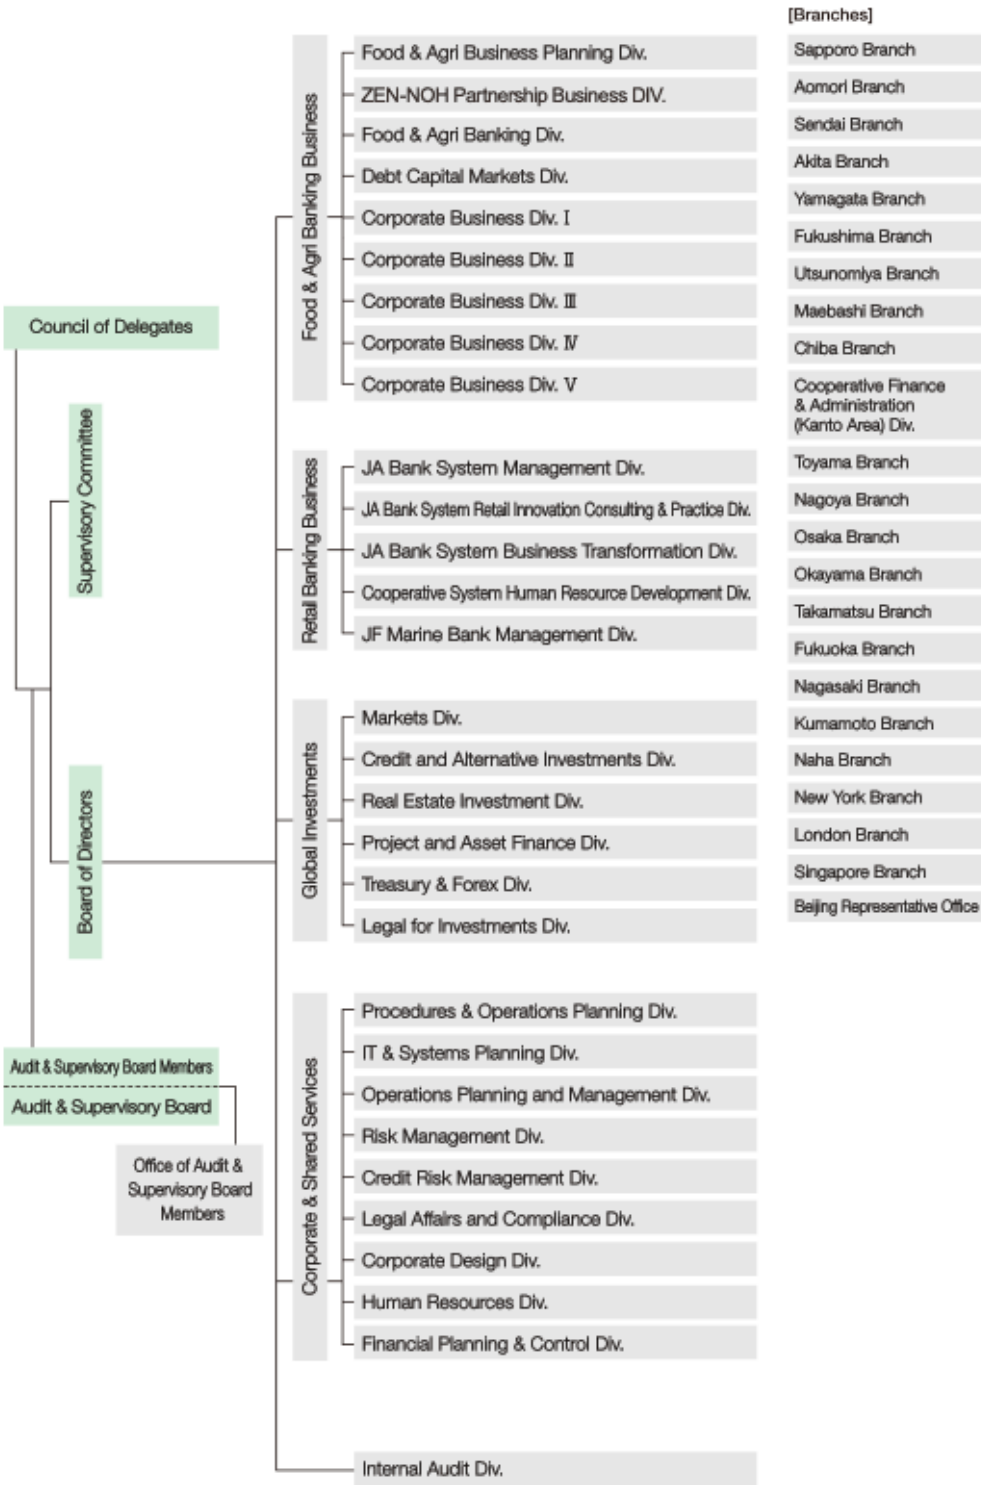 Council of Delegates
Supervisory Committee
Board of Directors
Audit & Supervisory Board Members
Audit & Supervisory Board
Office of Audit &
Supervisory Board
Members
Food & Agri Banking Business
Food & Agri Business Planning Div.
ZEN-NOH Partnership Business DIV.
Food & Agri Banking Div.
Debt Capital Markets Div.
Corporate Business Div. Ⅰ
Corporate Business Div. Ⅱ
Corporate Business Div. Ⅲ
Corporate Business Div. Ⅳ
Corporate Business Div. Ⅴ
Retail Banking Business
JA Bank System Management Div.
JA Bank System Retail Innovation Consulting & Practice Div.
JA Bank System Business Transformation Div.
Cooperative System Human Resource Development Div.
JF Marine Bank Management Div.
Global Investments
Markets Div.
Credit and Alternative Investments Div.
Real Estate Investment Div.
Project and Asset Finance Div.
Treasury & Forex Div.
Legal for Investments Div.
Corporate & Shared Services
Procedures & Operations Planning Div.
IT & Systems Planning Div.
Operations Planning and Management Div.
Risk Management Div.
Credit Risk Management Div.
Legal Affairs and Compliance Div.
Corporate Design Div.
Human Resources Div.
Financial Planning & Control Div.
Internal Audit Div.
[Branches]
Sapporo Branch
Aomori Branch
Sendai Branch
Akita Branch
Yamagata Branch
Fukushima Branch
Utsunomiya Branch
Maebashi Branch
Chiba Branch
Cooperative Finance
& Administration
(Kanto Area) Div.
Toyama Branch
Nagoya Branch
Osaka Branch
Okayama Branch
Takamatsu Branch
Fukuoka Branch
Nagasaki Branch
Kumamoto Branch
Naha Branch
New York Branch
London Branch
Singapore Branch
Beijing Representative Office